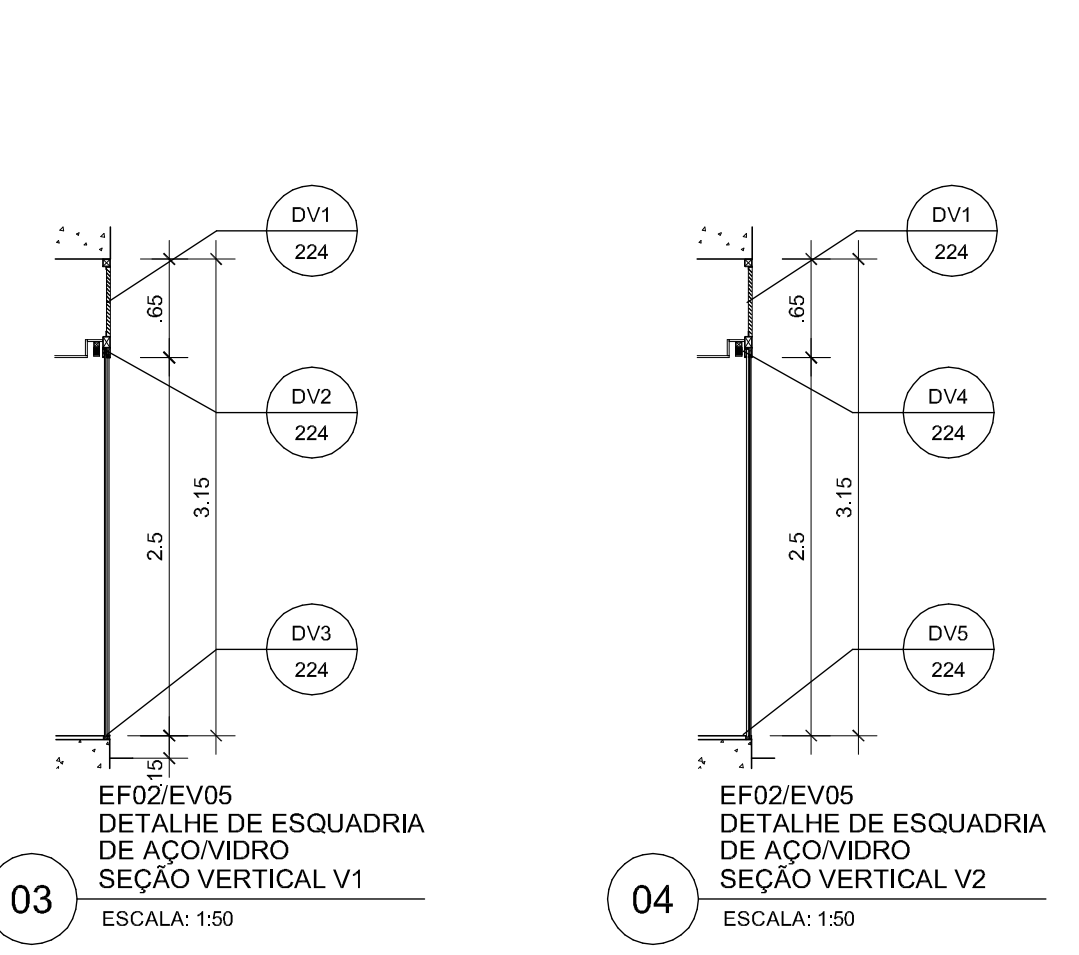 DV1
224
.65
DV2
224
3.15
2.5
DV3
224
.15
EF02/EV05
DETALHE DE ESQUADRIA
DE AÇO/VIDRO
SEÇÃO VERTICAL V1
03
ESCALA: 1:50
DV1
224
.65
DV4
224
3.15
2.5
DV5
224
EF02/EV05
DETALHE DE ESQUADRIA
DE AÇO/VIDRO
SEÇÃO VERTICAL V2
04
ESCALA: 1:50